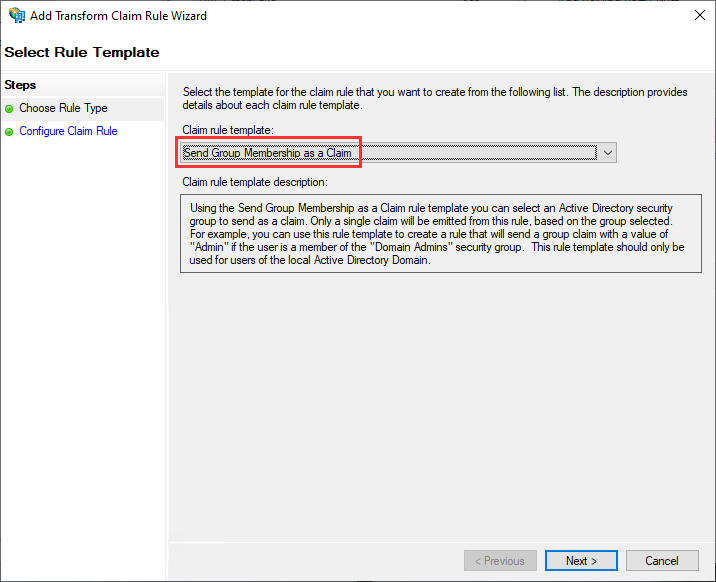 Add Transform Claim Rule Wizard
Select Rule Template
Steps
Choose Rule Type
Configure Claim Rule
Select the template for the claim rule that you want to create from the following list. The description provides
details about each claim rule template.
Claim rule template:
Send Group Membership as a Claim
Claim rule template description:
Using the Send Group Membership as a Claim rule template you can select an Active Directory security
group to send as a claim. Only a single claim will be emitted from this rule, based on the group selected.
For example, you can use this rule template to create a rule that will send a group claim with a value of
"Admin" if the user is a member of the "Domain Admins" security group.  This rule template should only be
used for users of the local Active Directory Domain.
< Previous
Next >
Cancel